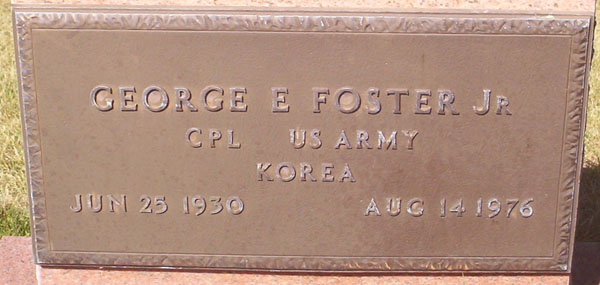 GEORGE E FOSTER JR
CPL US ARMY
KOREA
JUN 25 1930 AUG 14 1976